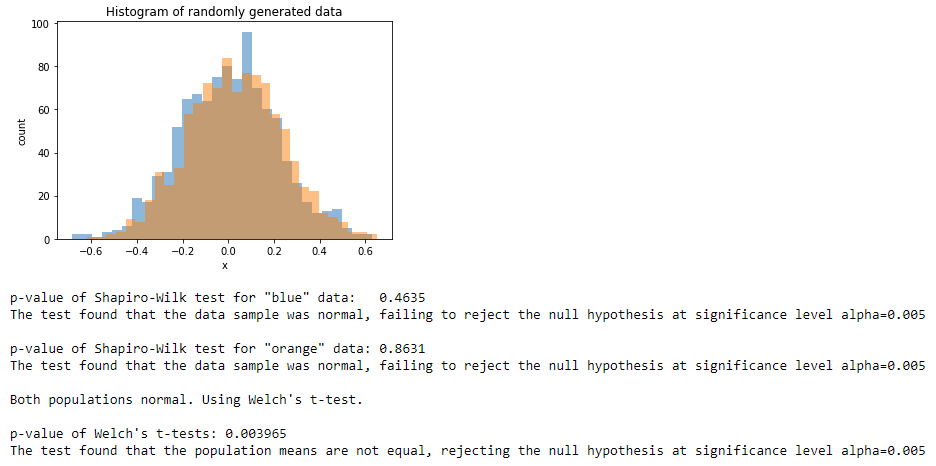 Histogram of randomly generated data
100
80
60
40
20
0
count
−0.6 −0.4 −0.2 0.0 0.2 0.4 0.6
x
p-value of Shapiro-Wilk test for "blue" data: 0.4635
The test found that the data sample was normal, failing to reject the null hypothesis at significance level alpha=0.005
p-value of Shapiro-Wilk test for "orange" data: 0.8631
The test found that the data sample was normal, failing to reject the null hypothesis at significance level alpha=0.005
Both populations normal. Using Welch's t-test.
p-value of Welch's t-tests: 0.003965
The test found that the population means are not equal, rejecting the null hypothesis at significance level alpha=0.005